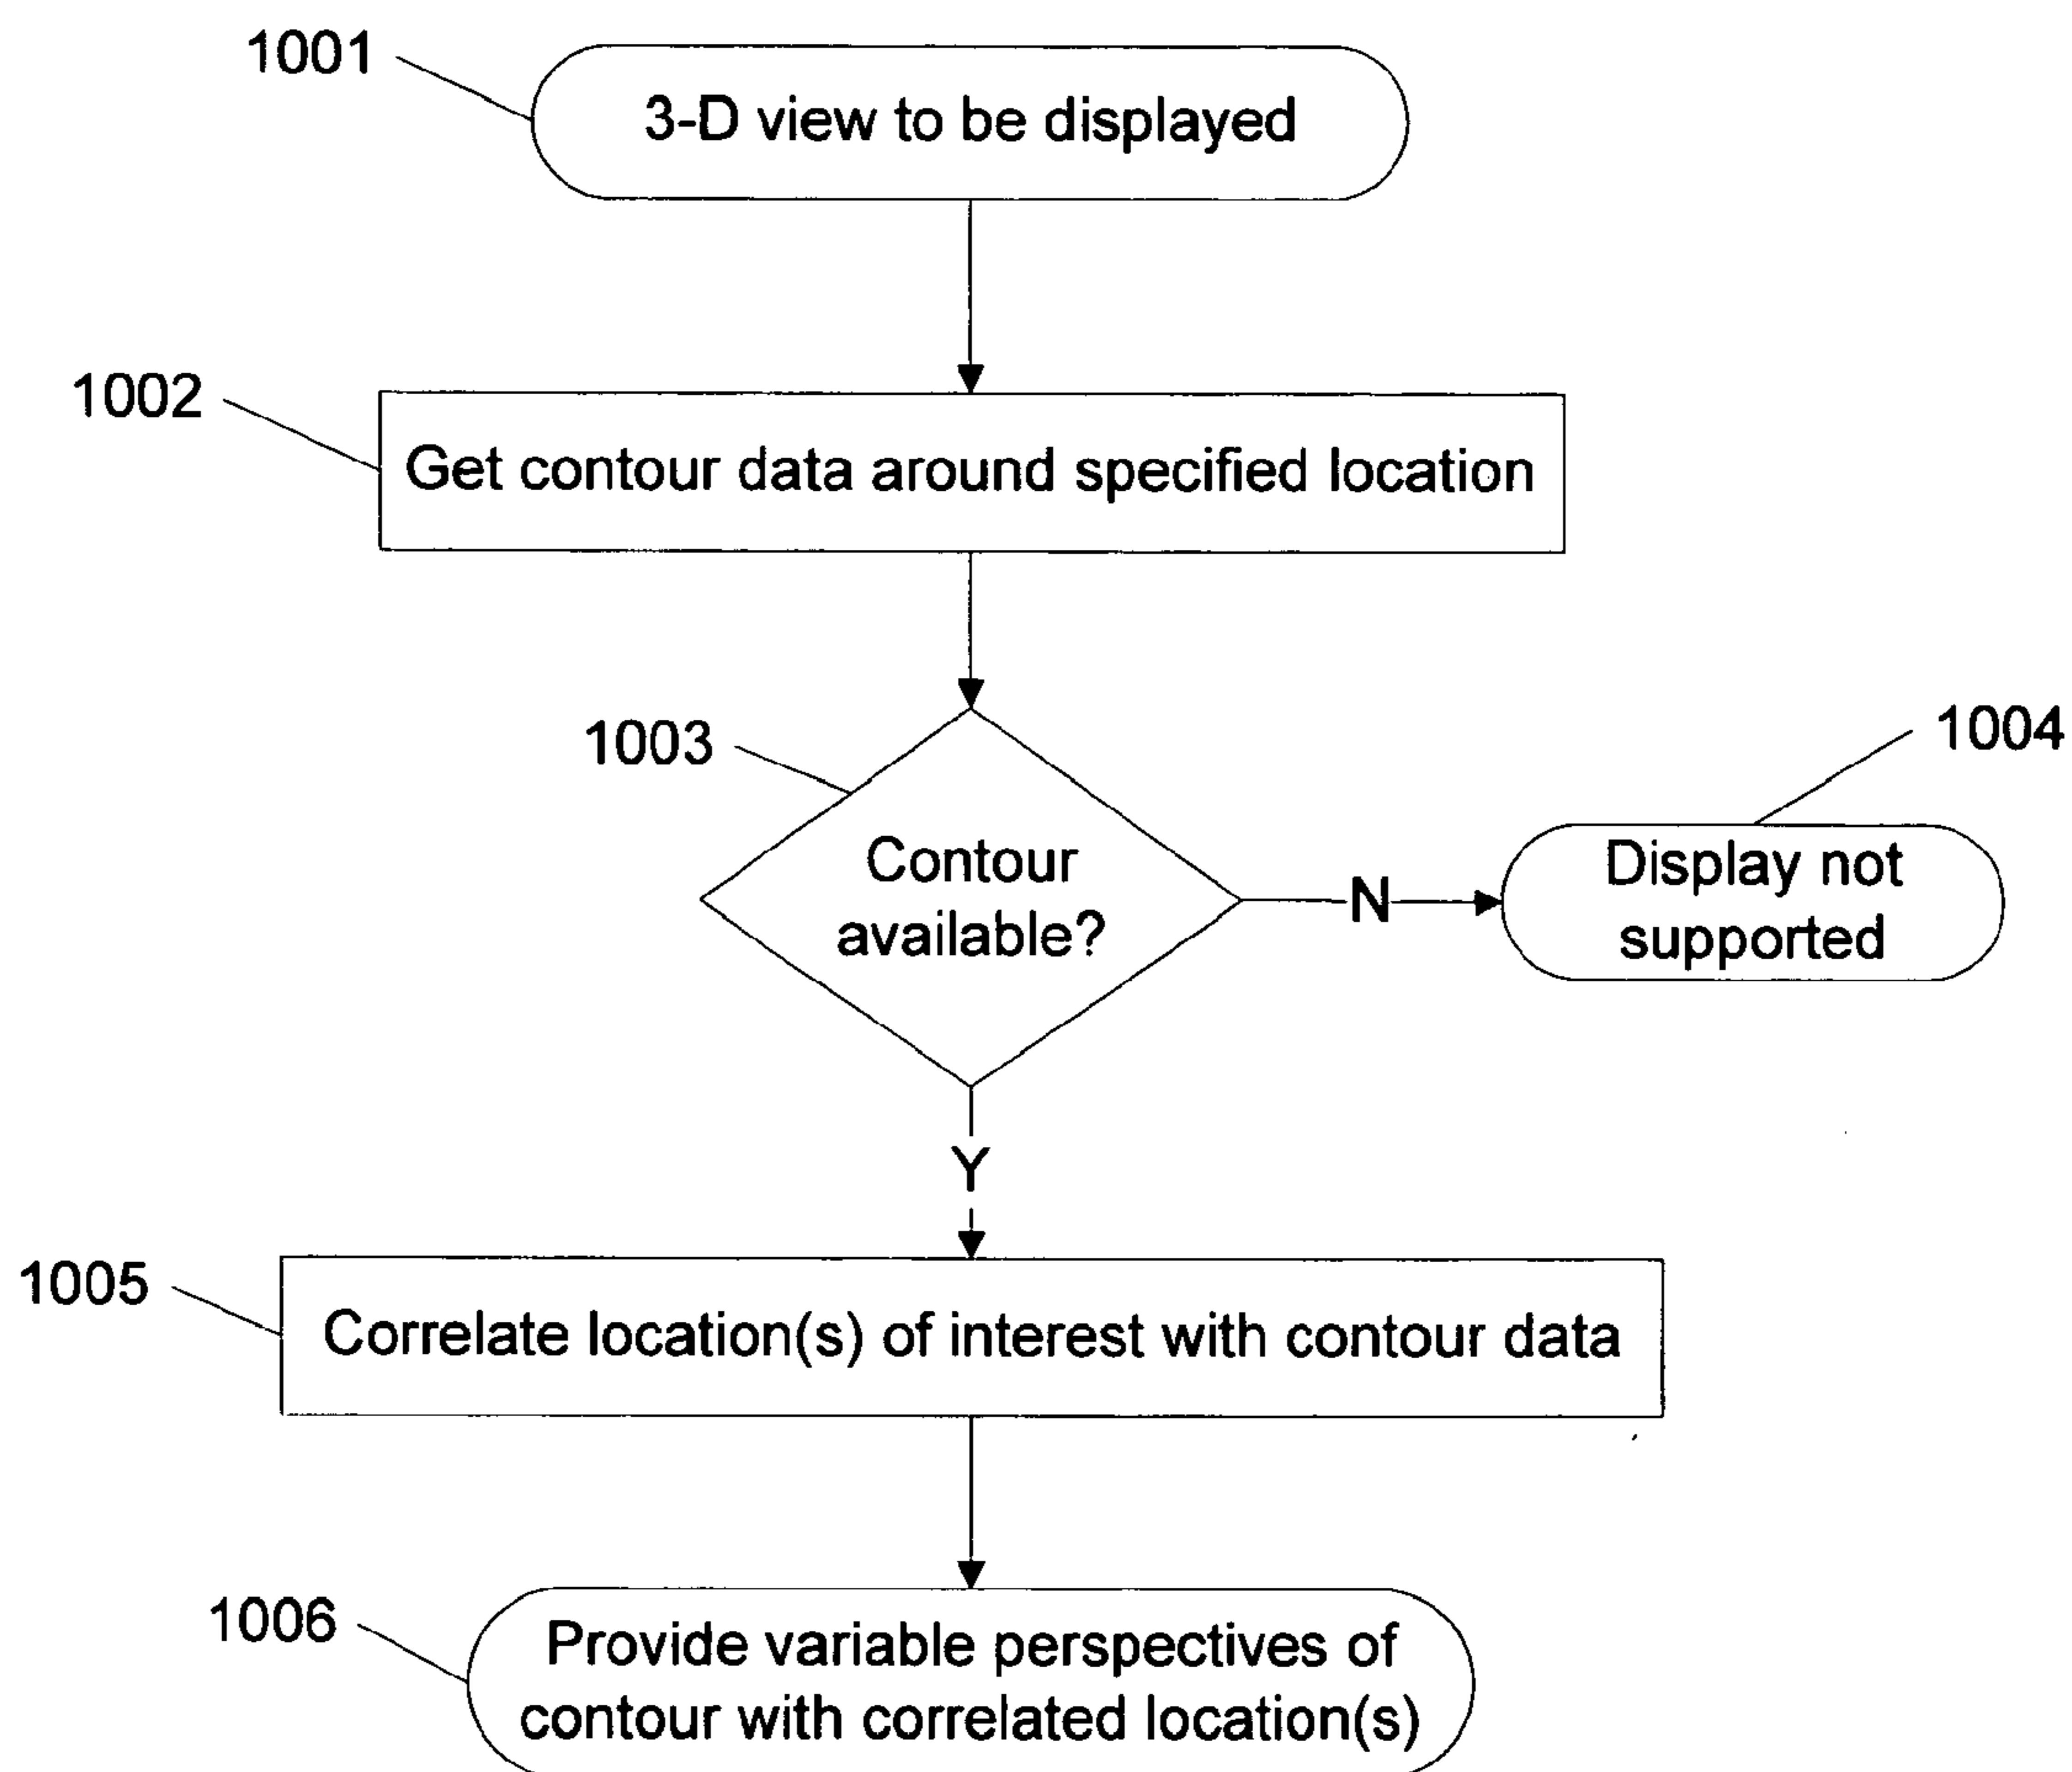 1001
3-D view to be displayed
1002
Get contour data around specified location
1003
Contour
available?
N
1004
Display not
supported
Y
1005
Correlate location(s) of interest with contour data
1006
Provide variable perspectives of
contour with correlated location(s)